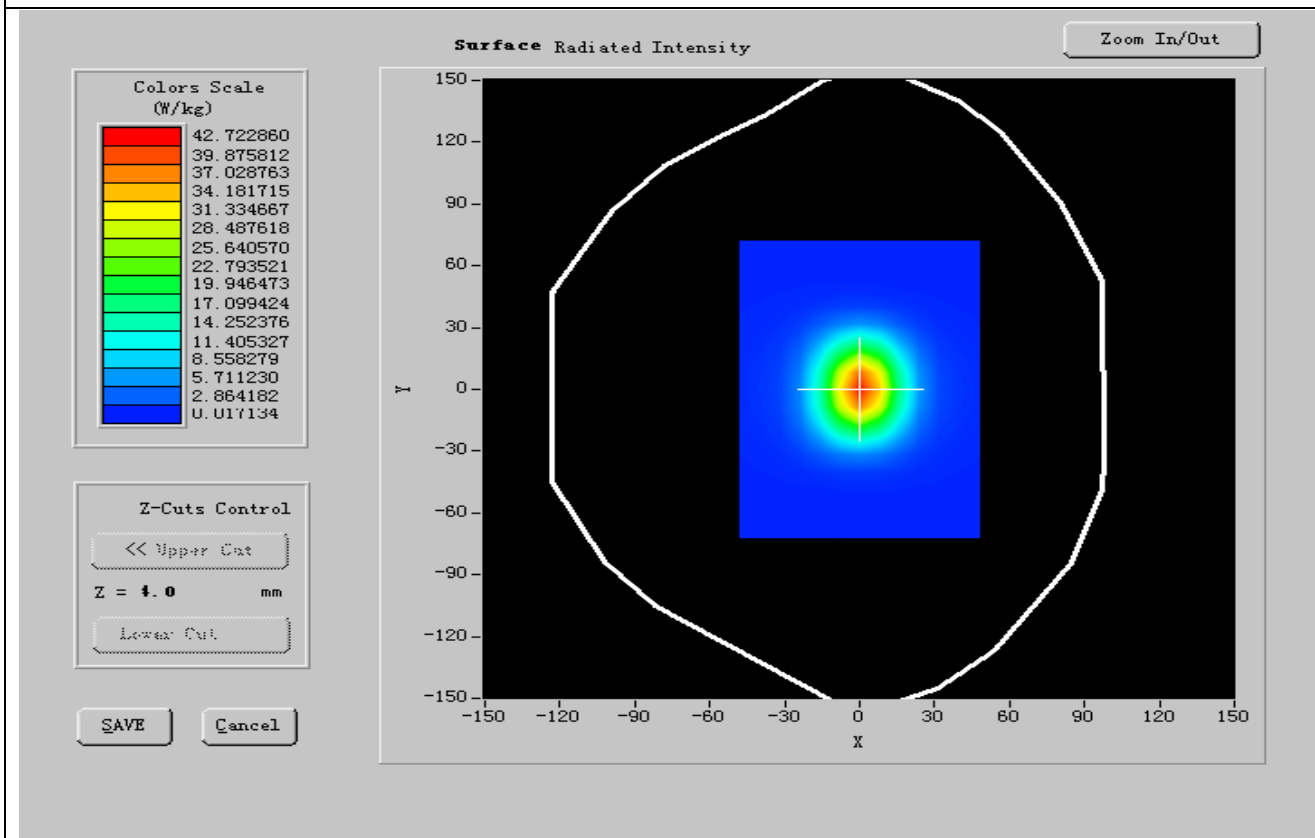 Surface Radiated Intensity
Zoom In/Out
Colors Scale
(W/kg)
42.722860
39.875812
37.028763
34.181715
31.334667
28.487618
25.640570
22.793521
19.946473
17.099424
14.252376
11.405327
8.558279
5.711230
2.864182
0.017134
Z-Cuts Control
<< Upper Cut
Z = 4.0 mm
Lower Cut
SAVE
Cancel
150
120
90
60
30
0
-30
-60
-90
-120
-150
Y
-150 -120 -90 -60 -30 0 30 60 90 120 150
X